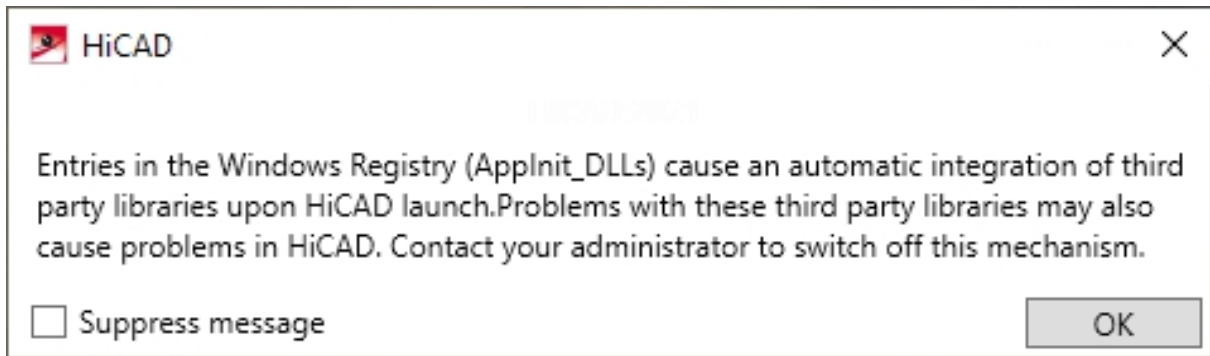 HiCAD
Entries in the Windows Registry (AppInit_DLLs) cause an automatic integration of third
party libraries upon HiCAD launch.Problems with these third party libraries may also
cause problems in HiCAD. Contact your administrator to switch off this mechanism.
Suppress message
OK